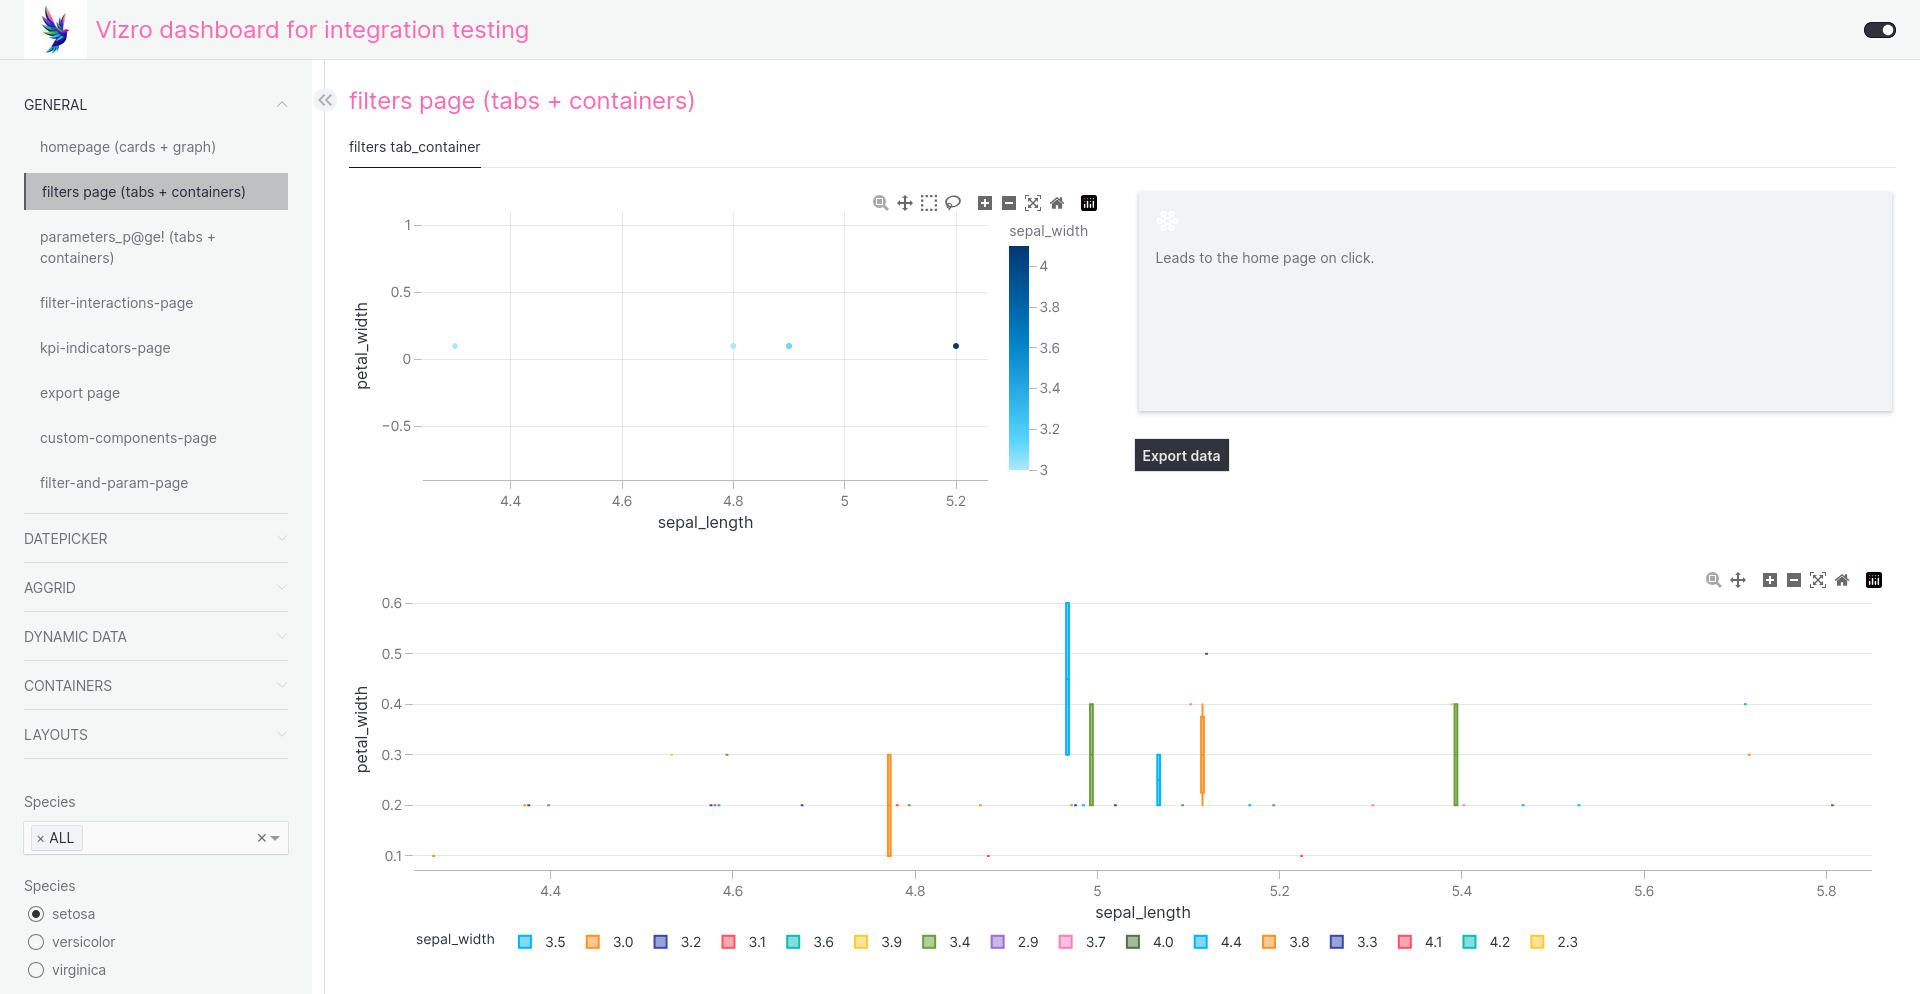 Vizro dashboard for integration testing
GENERAL
homepage (cards + graph)
filters page (tabs + containers)
parameters_p@ge! (tabs +
containers)
filter-interactions-page
kpi-indicators-page
export page
custom-components-page
filter-and-param-page
DATEPICKER
AGGRID
DYNAMIC DATA
CONTAINERS
LAYOUTS
Species
× ALL
Species
setosa
versicolor
virginica
filters page (tabs + containers)
filters tab_container
1
0.5
0
−0.5
petal_width
4.4 4.6 4.8 5 5.2
sepal_length
sepal_width
4
3.8
3.6
3.4
3.2
3
Leads to the home page on click.
Export data
0.6
0.5
0.4
0.3
0.2
0.1
petal_width
4.4 4.6 4.8 5 5.2 5.4 5.6 5.8
sepal_length
sepal_width 3.5 3.0 3.2 3.1 3.6 3.9 3.4 2.9 3.7 4.0 4.4 3.8 3.3 4.1 4.2 2.3